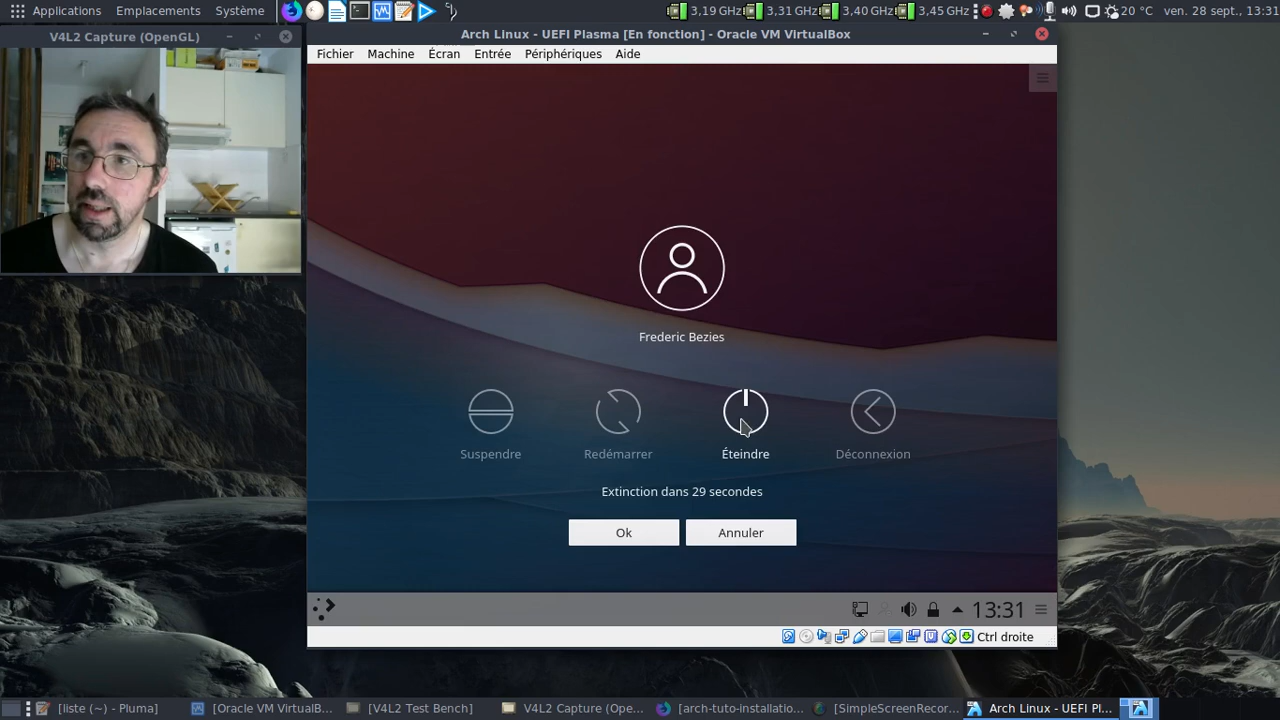 Applications Emplacements Système 3,19 GHz 3,31 GHz 3,40 GHz 3,45 GHz 20 °C ven. 28 sept., 13:31
V4L2 Capture (OpenGL)
Arch Linux - UEFI Plasma [En fonction] - Oracle VM VirtualBox
Fichier Machine Écran Entrée Périphériques Aide
Frederic Bezies
Suspendre Redémarrer Éteindre Déconnexion
Extinction dans 29 secondes
Ok Annuler
13:31
Ctrl droite
[liste (~) - Pluma] [Oracle VM VirtualB... [V4L2 Test Bench] V4L2 Capture (Ope... [arch-tuto-installatio... [SimpleScreenRecor... Arch Linux - UEFI Pl...